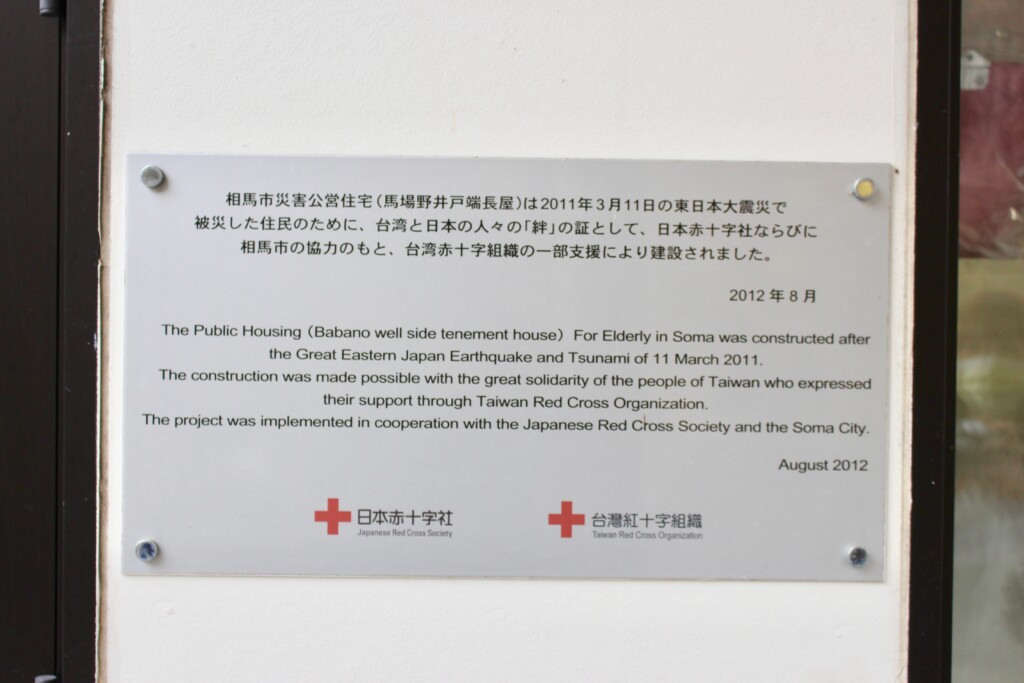 相馬市災害公営住宅(馬場野井戸端長屋)は2011年3月11日の東日本大震災で
被災した住民のために、台湾と日本の人々の「絆」の証として、日本赤十字社ならびに
相馬市の協力のもと、台湾赤十字組織の一部支援により建設されました。
2012年8月
The Public Housing (Babano well side tenement house) For Elderly in Soma was constructed after
the Great Eastern Japan Earthquake and Tsunami of 11 March 2011.
The construction was made possible with the great solidarity of the people of Taiwan who expressed
their support through Taiwan Red Cross Organization.
The project was implemented in cooperation with the Japanese Red Cross Society and the Soma City.
August 2012
日本赤十字社
Japanese Red Cross Society
台灣紅十字組織
Taiwan Red Cross Organization